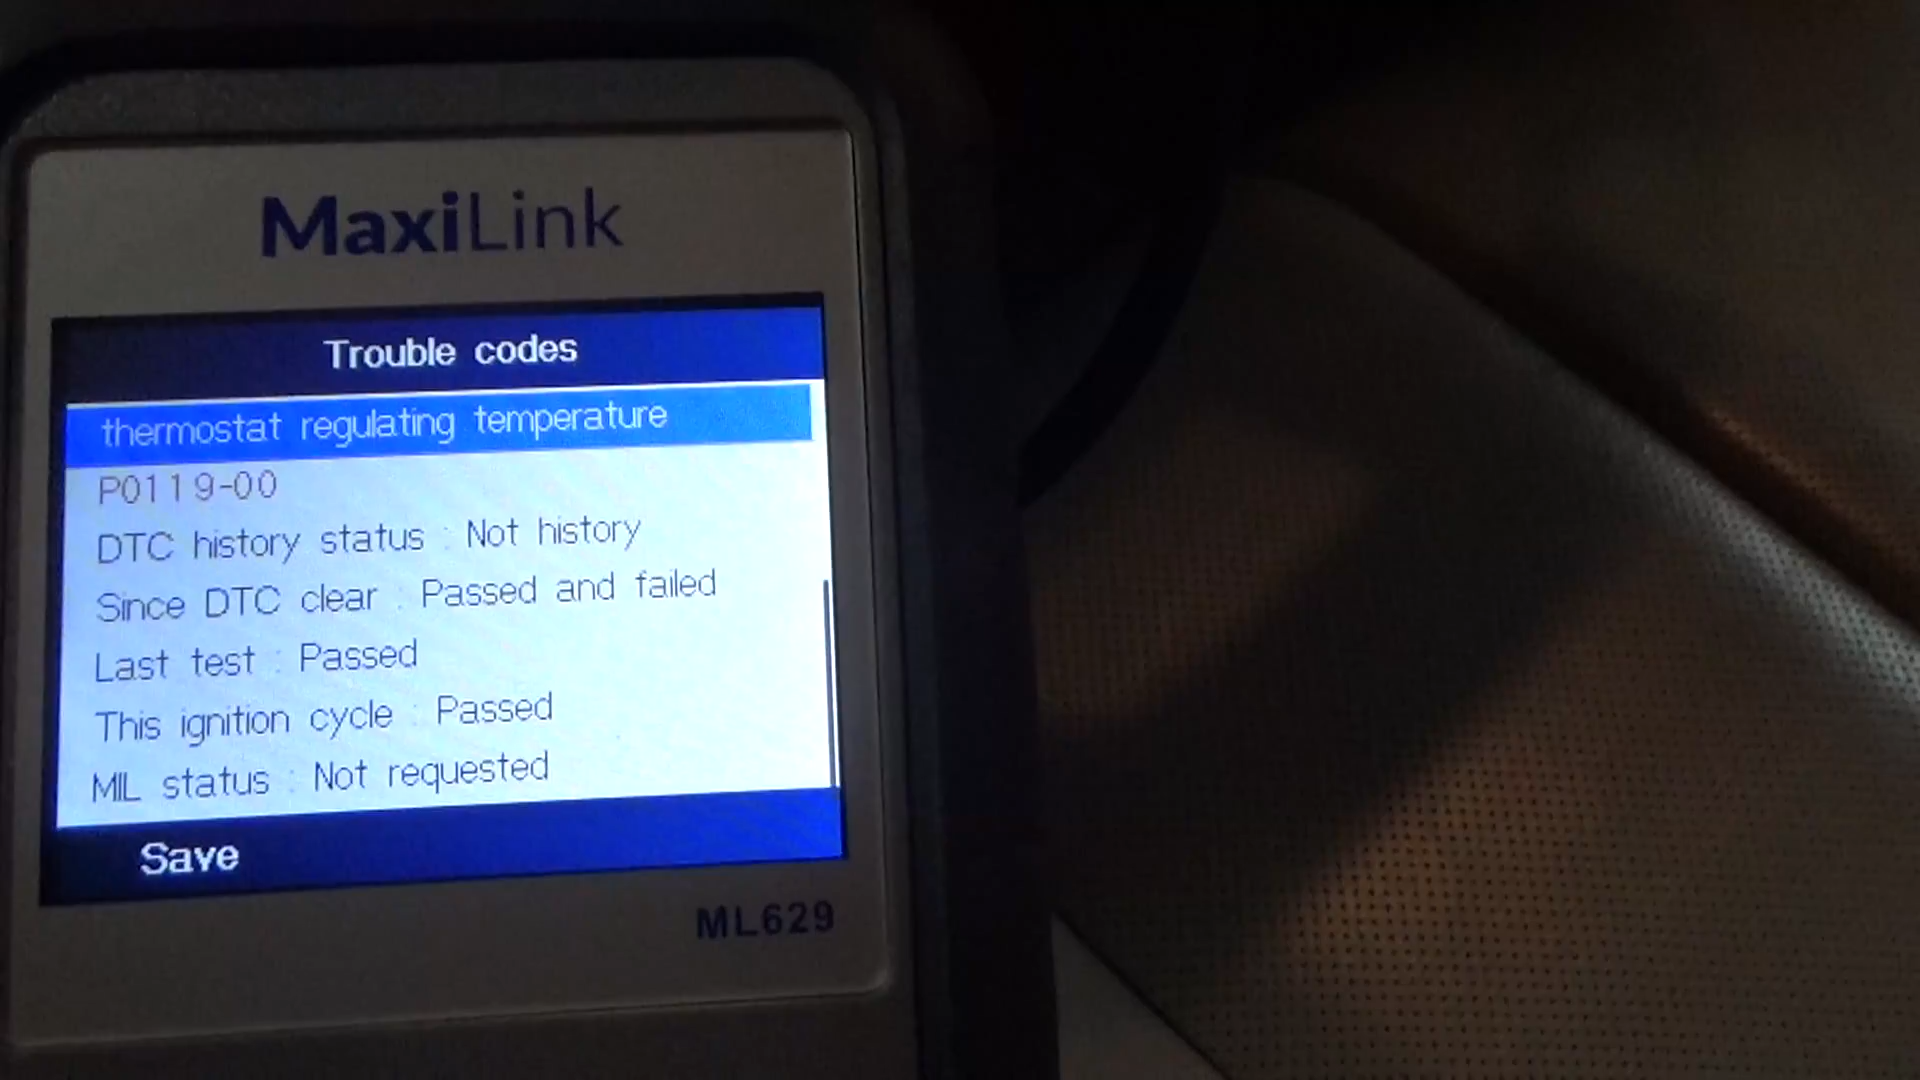 MaxiLink
Trouble codes
thermostat regulating temperature
P0119-00
DTC history status : Not history
Since DTC clear : Passed and failed
Last test : Passed
This ignition cycle : Passed
MIL status : Not requested
Save
ML629